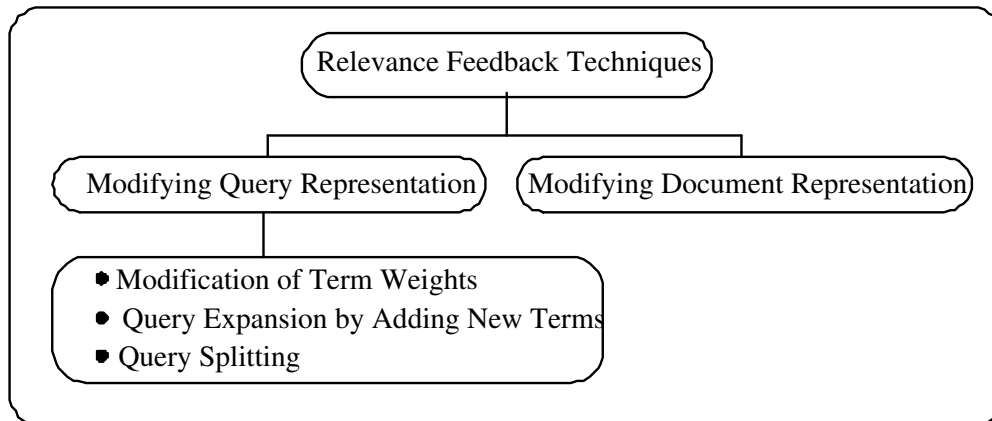 Relevance Feedback Techniques
Modifying Query Representation
Modifying Document Representation
• Modification of Term Weights
• Query Expansion by Adding New Terms
• Query Splitting